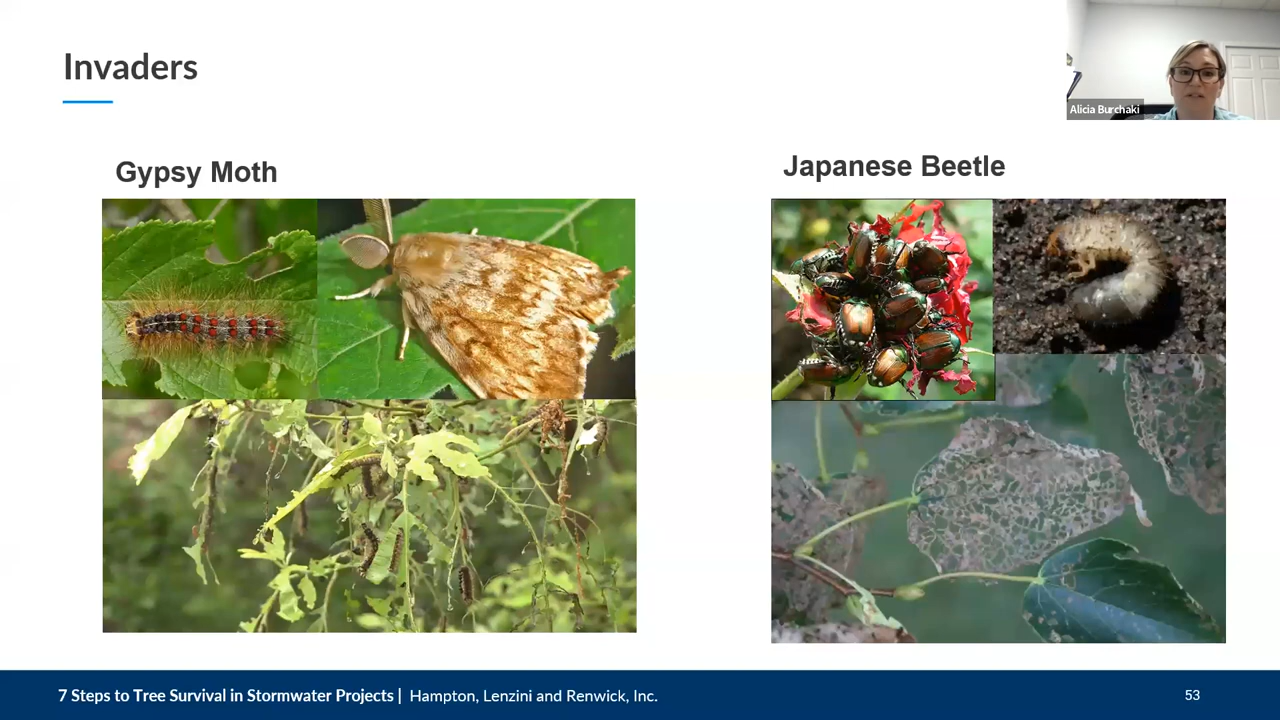 Invaders
Alicia Burchaki
Gypsy Moth
Japanese Beetle
7 Steps to Tree Survival in Stormwater Projects | Hampton, Lenzini and Renwick, Inc.
53